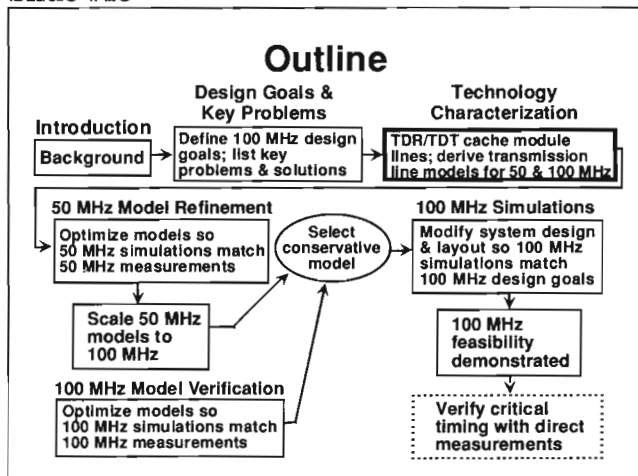 Outline
Introduction
Background
Design Goals &
Key Problems
Define 100 MHz design
goals; list key
problems & solutions
Technology
Characterization
TDR/TDT cache module
lines; derive transmission
line models for 50 & 100 MHz
50 MHz Model Refinement
Optimize models so
50 MHz simulations match
50 MHz measurements
Scale 50 MHz
models to
100 MHz
100 MHz Model Verification
Optimize models so
100 MHz simulations match
100 MHz measurements
Select
conservative
model
100 MHz Simulations
Modify system design
& layout so 100 MHz
simulations match
100 MHz design goals
100 MHz
feasibility
demonstrated
Verify critical
timing with direct
measurements